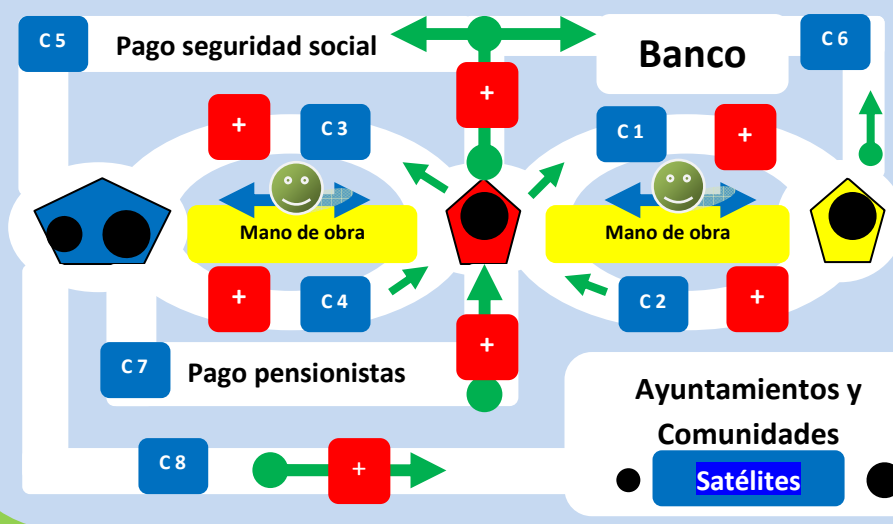 C 5
Pago seguridad social
Banco
C 6
+
+
C 3
C 1
+
Mano de obra
Mano de obra
+
C 4
C 2
+
+
C 7
Pago pensionistas
Ayuntamientos y
Comunidades
C 8
+
Satélites